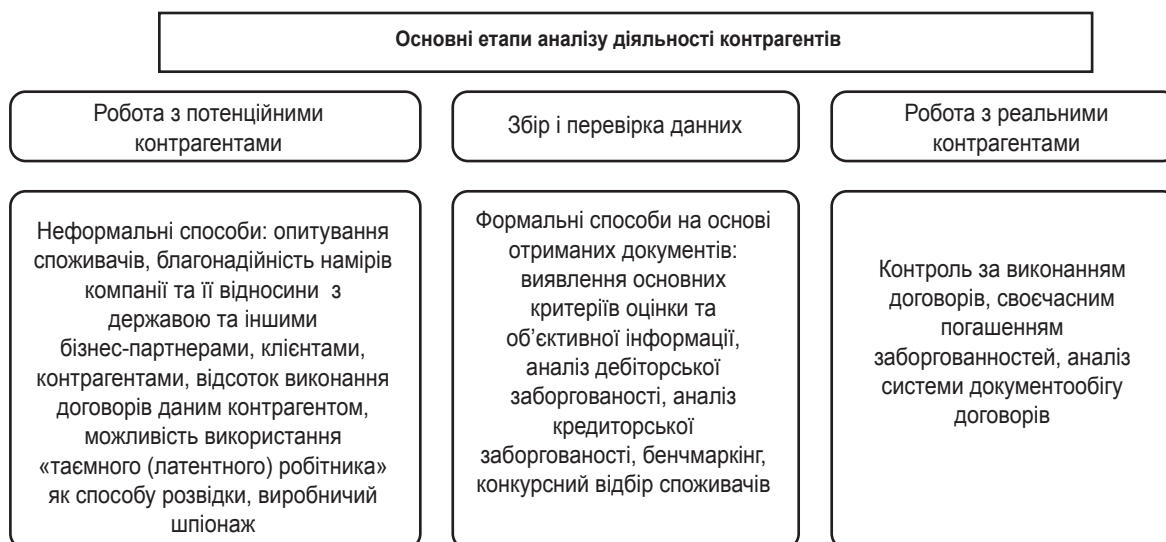 Основні етапи аналізу діяльності контрагентів
Робота з потенційними
контрагентами
Збір і перевірка данних
Робота з реальними
контрагентами
Неформальні способи: опитування
споживачів, благонадійність намірів
компанії та її відносини з
державою та іншими
бізнес-партнерами, клієнтами,
контрагентами, відсоток виконання
договорів даним контрагентом,
можливість використання
«таємного (латентного) робітника»
як способу розвідки, виробничий
шпіонаж
Формальні способи на основі
отриманих документів:
виявлення основних
критеріїв оцінки та
об’єктивної інформації,
аналіз дебіторської
заборгованості, аналіз
кредиторської
заборгованості, бенчмаркінг,
конкурсний відбір споживачів
Контроль за виконанням
договорів, своєчасним
погашенням
заборгованностей, аналіз
системи документообігу
договорів